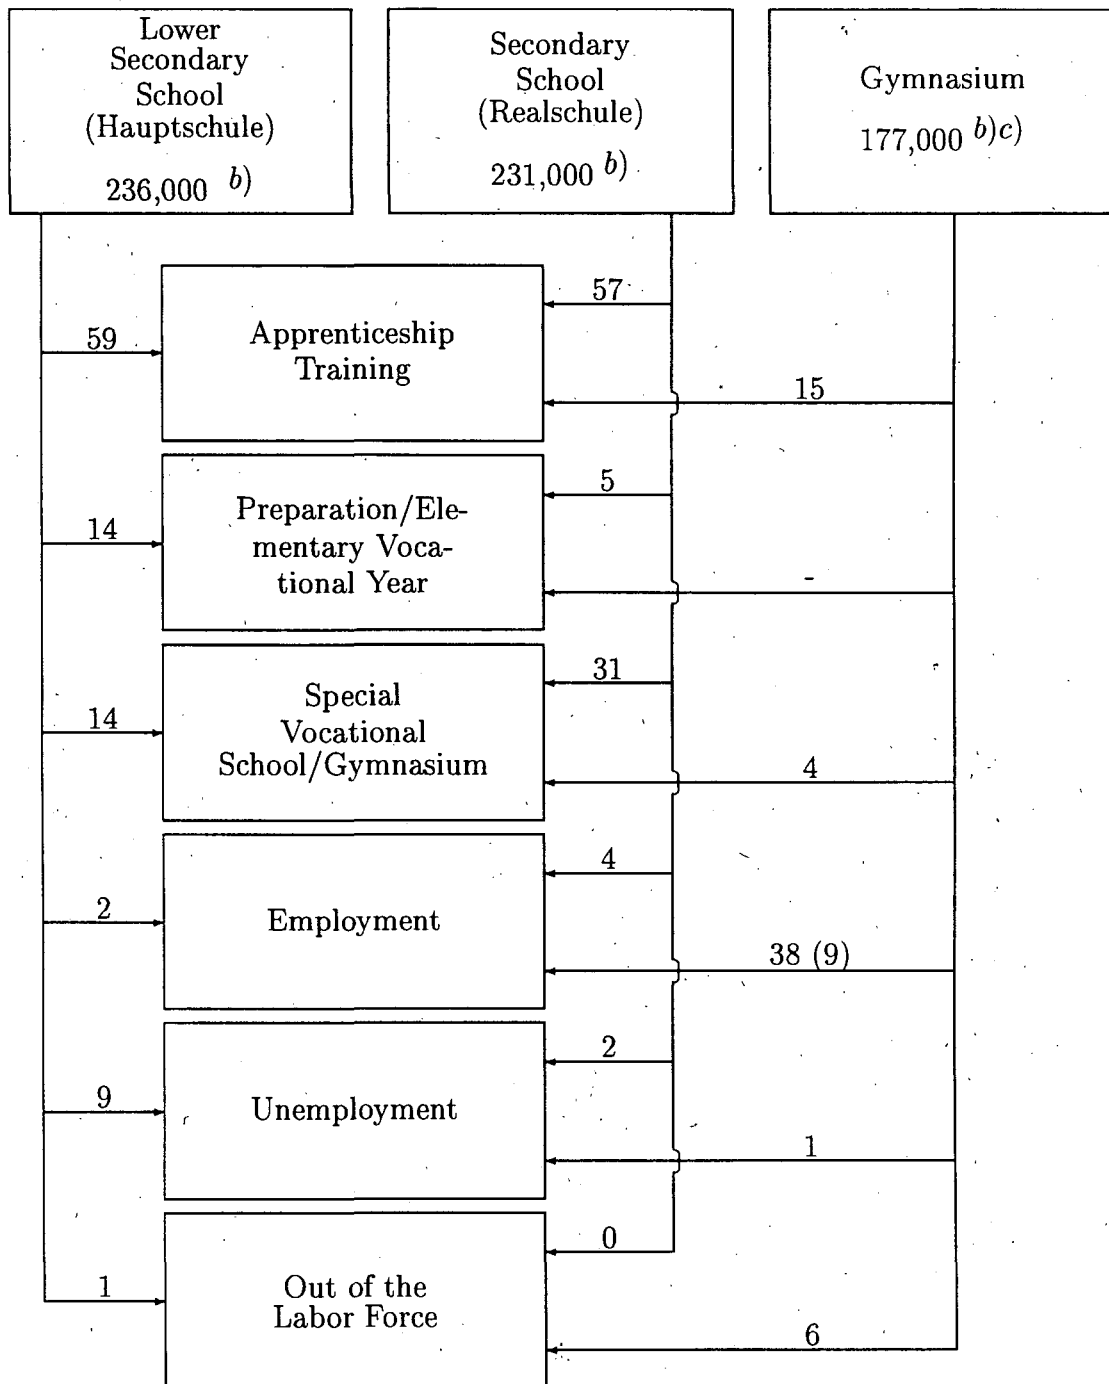 Lower
Secondary
School
(Hauptschule)
236,000 b)
Secondary
School
(Realschule)
231,000 b)
Gymnasium
177,000 b)c)
57
59
Apprenticeship
Training
15
5
14
Preparation/Ele-
mentary Voca-
tional Year
-
31
14
Special
Vocational
School/Gymnasium
4
4
2
Employment
38 (9)
2
9
Unemployment
1
0
1
Out of the
Labor Force
6